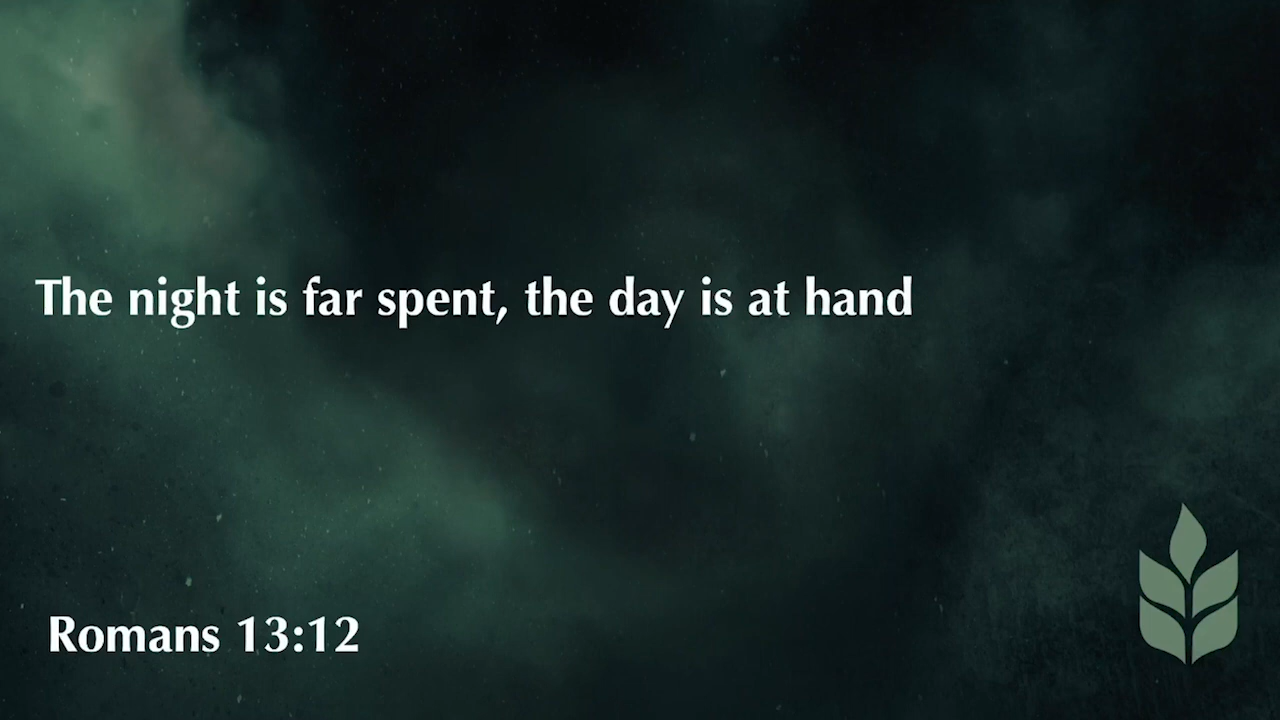 The night is far spent, the day is at hand
Romans 13:12